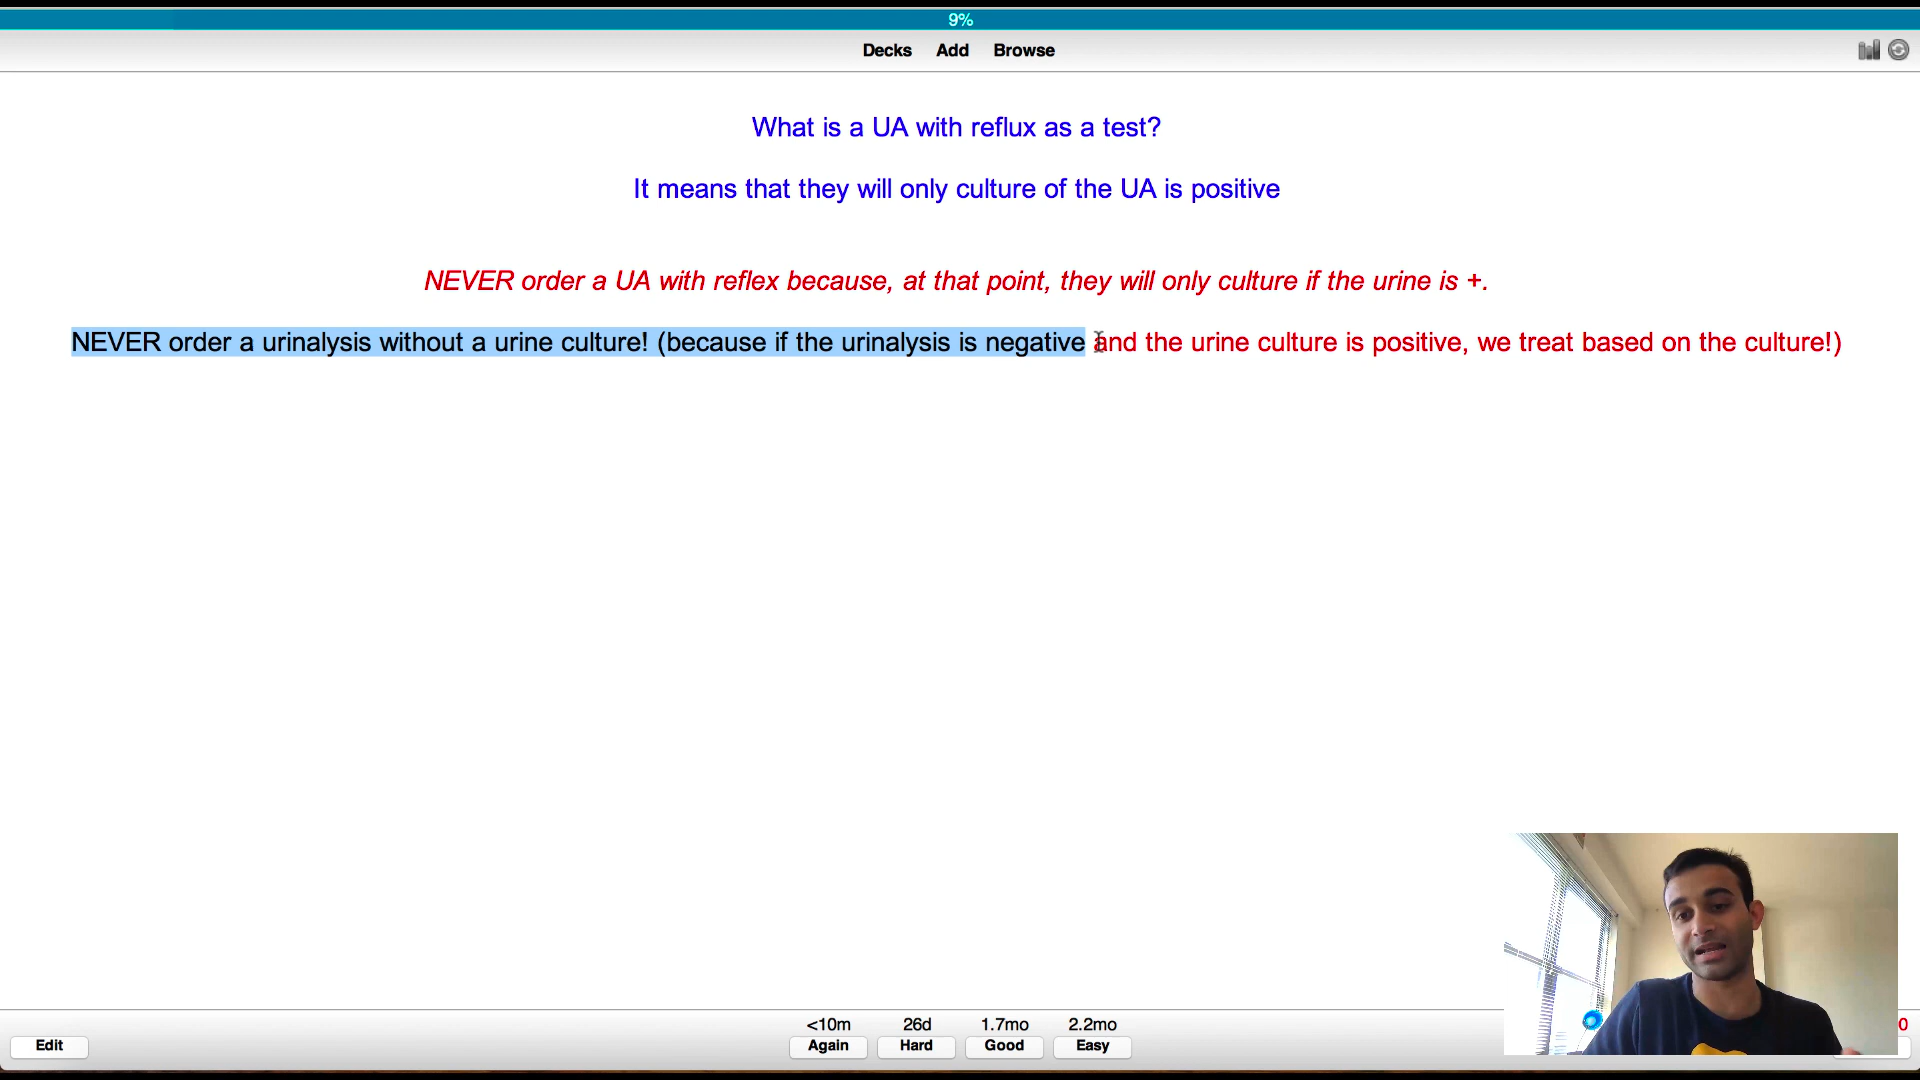 9%
Decks Add Browse
What is a UA with reflux as a test?
It means that they will only culture of the UA is positive
NEVER order a UA with reflex because, at that point, they will only culture if the urine is +.
NEVER order a urinalysis without a urine culture! (because if the urinalysis is negative and the urine culture is positive, we treat based on the culture!)
<10m 26d 1.7mo 2.2mo 0
Edit Again Hard Good Easy